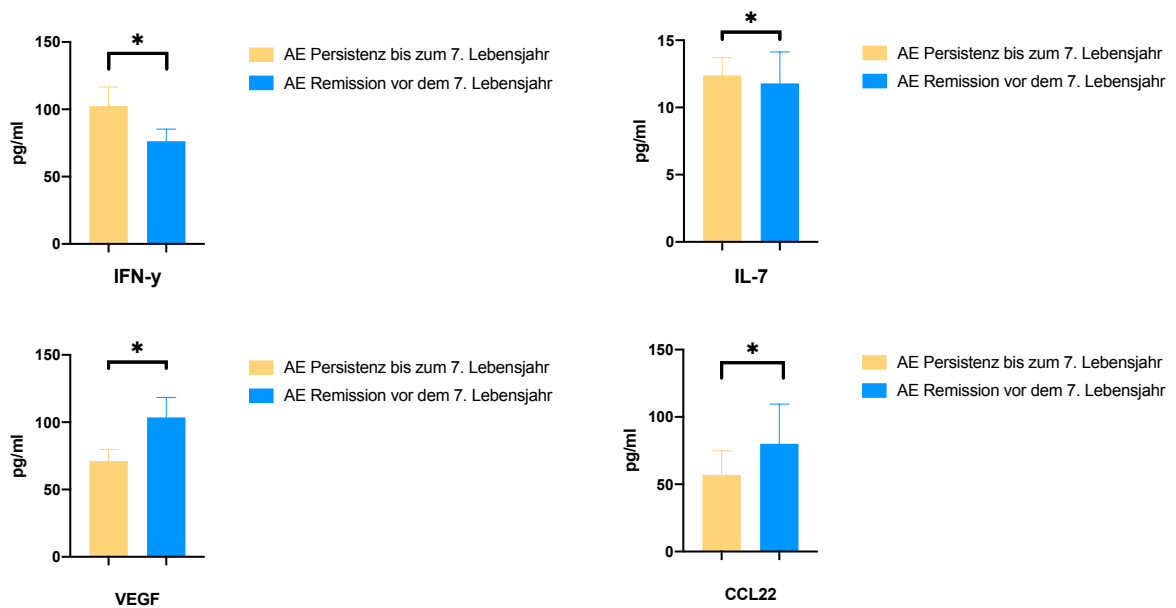 *
150
100
50
0
pg/ml
IFN-y
AE Persistenz bis zum 7. Lebensjahr
AE Remission vor dem 7. Lebensjahr
*
15
10
5
0
pg/ml
IL-7
AE Persistenz bis zum 7. Lebensjahr
AE Remission vor dem 7. Lebensjahr
*
150
100
50
0
pg/ml
VEGF
AE Persistenz bis zum 7. Lebensjahr
AE Remission vor dem 7. Lebensjahr
*
150
100
50
0
pg/ml
CCL22
AE Persistenz bis zum 7. Lebensjahr
AE Remission vor dem 7. Lebensjahr